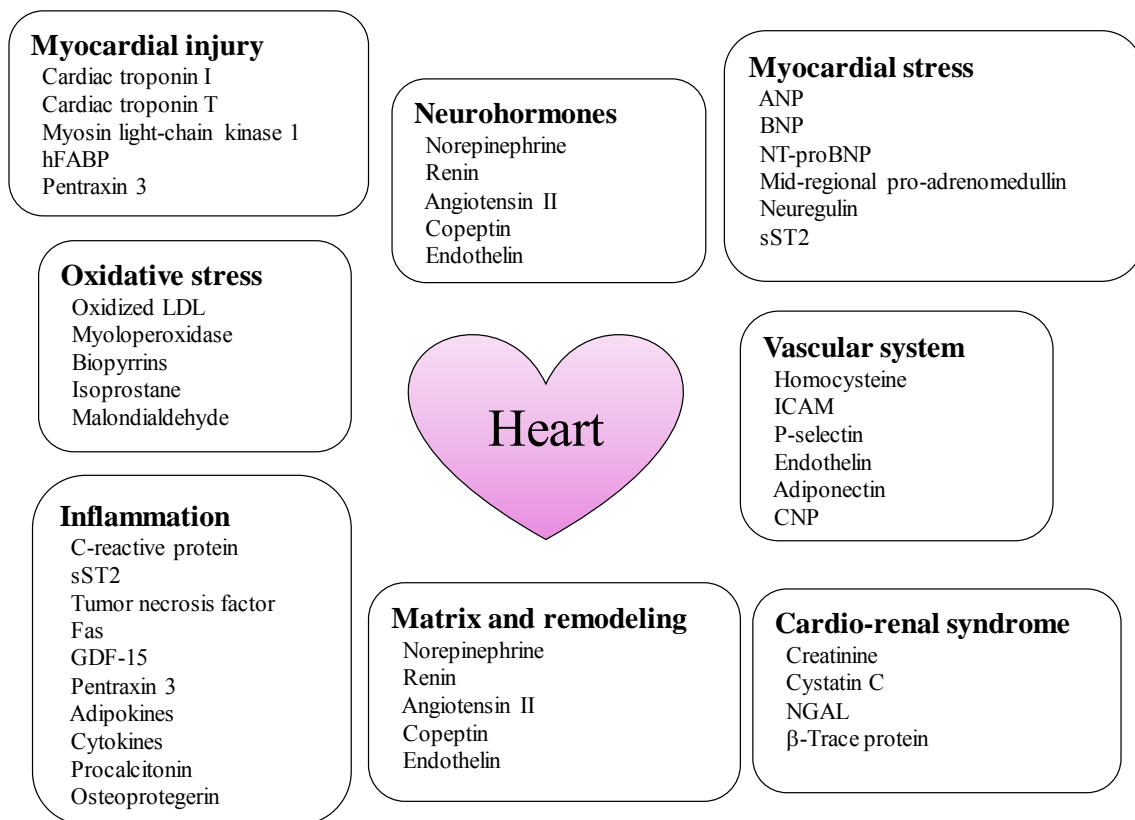 Myocardial injury
Cardiac troponin I
Cardiac troponin T
Myosin light-chain kinase 1
hFABP
Pentraxin 3
Neurohormones
Norepinephrine
Renin
Angiotensin II
Copeptin
Endothelin
Myocardial stress
ANP
BNP
NT-proBNP
Mid-regional pro-adrenomedullin
Neuregulin
sST2
Oxidative stress
Oxidized LDL
Myoloperoxidase
Biopyrrins
Isoprostane
Malondialdehyde
Heart
Vascular system
Homocysteine
ICAM
P-selectin
Endothelin
Adiponectin
CNP
Inflammation
C-reactive protein
sST2
Tumor necrosis factor
Fas
GDF-15
Pentraxin 3
Adipokines
Cytokines
Procalcitonin
Osteoprotegerin
Matrix and remodeling
Norepinephrine
Renin
Angiotensin II
Copeptin
Endothelin
Cardio-renal syndrome
Creatinine
Cystatin C
NGAL
β-Trace protein